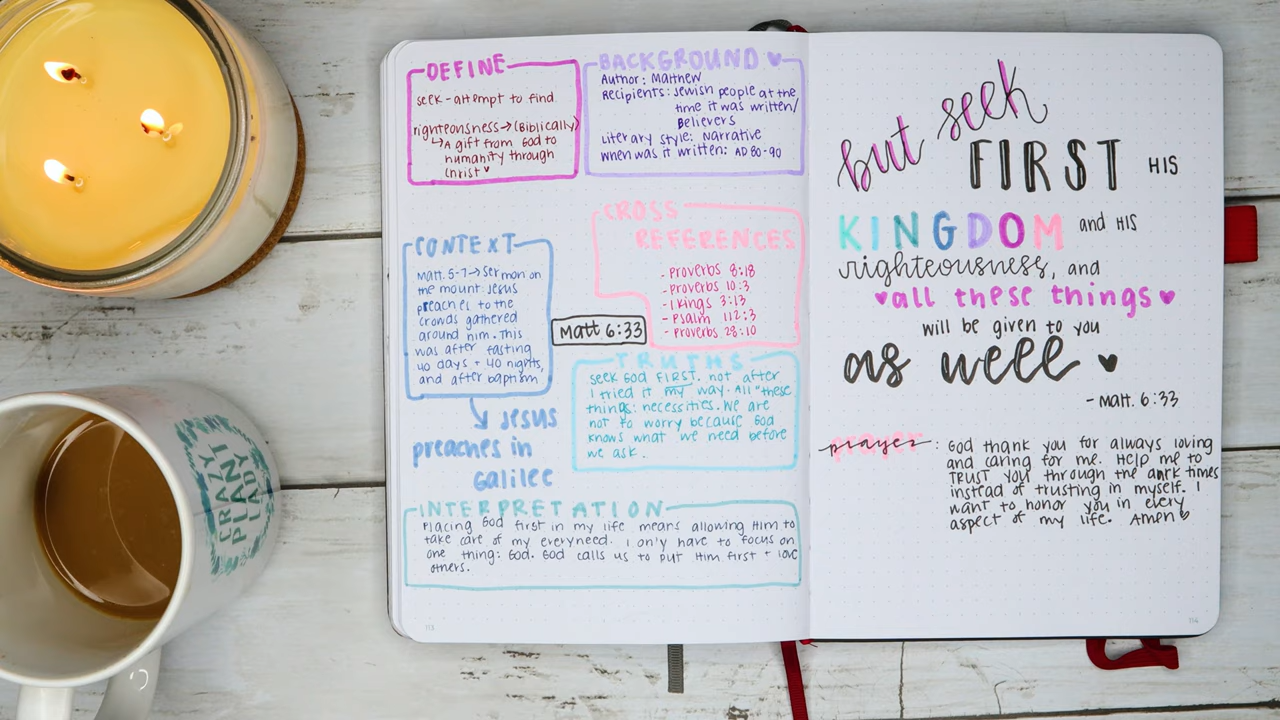 DEFINE
seek - attempt to find
righteousness → (Biblically)
↳ A gift from God to
humanity through
Christ ♥
BACKGROUND ♥
Author: Matthew
Recipients: Jewish people at the
time it was written/
Believers
Literary style: Narrative
when was it written: AD 80-90
CROSS
REFERENCES
- Proverbs 8:18
- Proverbs 10:3
- 1 Kings 3:13
- Psalm 112:3
- Proverbs 28:10
CONTEXT
Matt. 5-7 → Sermon on
the mount: Jesus
preaches to the
crowds gathered
around him. This
was after fasting
40 days + 40 nights,
and after baptism
↳ Jesus
preaches in
Galilee
Matt 6:33
TRUTHS
Seek God FIRST. not after
I tried it my way. All "these
things: necessities. We are
not to worry because God
knows what we need before
we ask.
INTERPRETATION
Placing God first in my life means allowing Him to
take care of my everyneed. I only have to focus on
one thing: God. God calls us to put Him first + love
others.
113
but seek
FIRST HIS
KINGDOM and HIS
righteousness, and
♥ all these things ♥
will be given to you
as well ♥
- Matt. 6:33
prayer: God thank you for always loving
and caring for me. Help me to
TRUST you through the dark times
instead of trusting in myself. I
want to honor you in every
aspect of my life. Amen ♡
114
CRAZY
PLANT
LADY